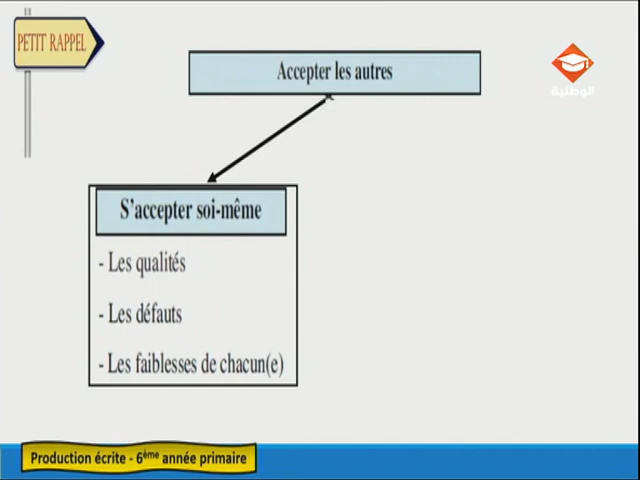 PETIT RAPPEL
Accepter les autres
الوطنية
S'accepter soi-même
- Les qualités
- Les défauts
- Les faiblesses de chacun(e)
Production écrite - 6ème année primaire